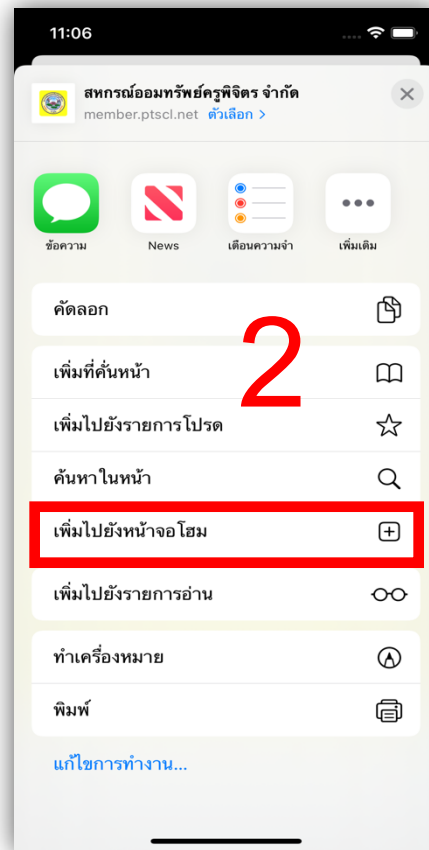 11:06
สหกรณ์ออมทรัพย์ครูพิจิตร จำกัด
member.ptscl.net ตัวเลือก >
ข้อความ News เตือนความจำ เพิ่มเติม
คัดลอก
2
เพิ่มที่คั่นหน้า
เพิ่มไปยังรายการโปรด
ค้นหาในหน้า
เพิ่มไปยังหน้าจอโฮม
เพิ่มไปยังรายการอ่าน
ทำเครื่องหมาย
พิมพ์
แก้ไขการทำงาน...